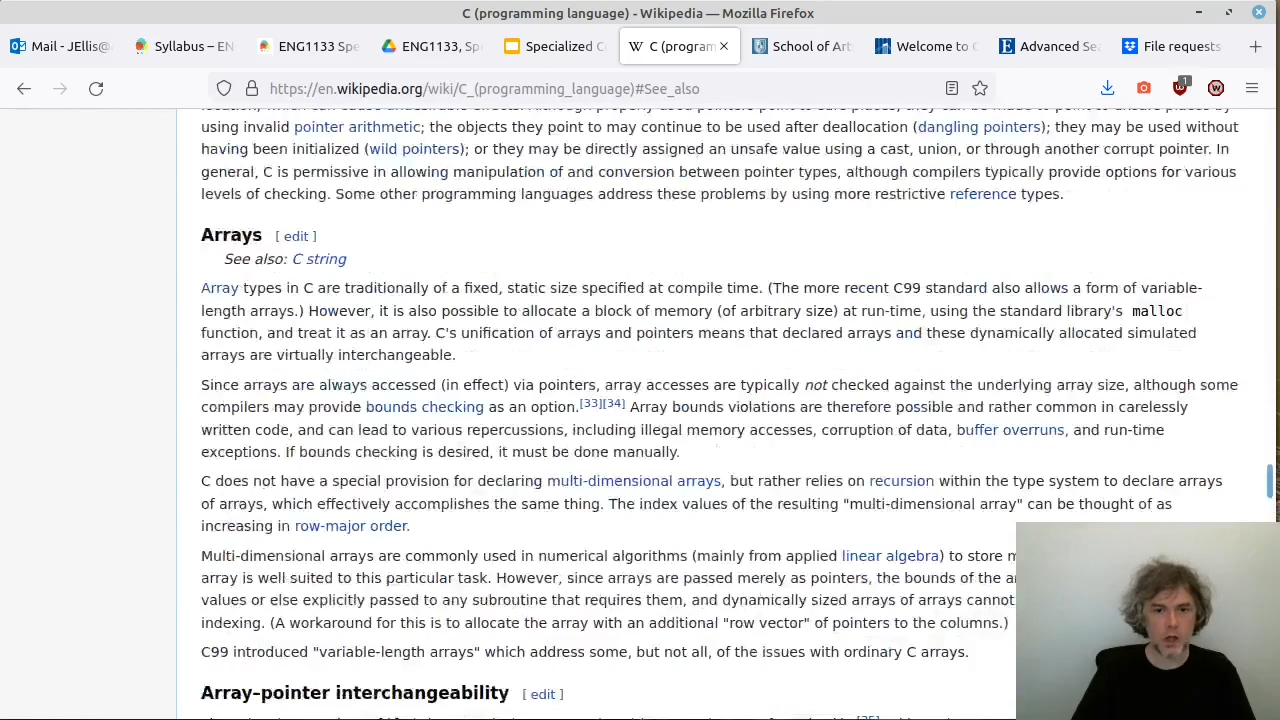 C (programming language) - Wikipedia — Mozilla Firefox
Mail - JEllis@
Syllabus – EN
ENG1133 Spe
ENG1133, Sp
Specialized C
C (program
School of Art
Welcome to C
Advanced Sea
File requests
https://en.wikipedia.org/wiki/C_(programming_language)#See_also
1
using invalid pointer arithmetic; the objects they point to may continue to be used after deallocation (dangling pointers); they may be used without
having been initialized (wild pointers); or they may be directly assigned an unsafe value using a cast, union, or through another corrupt pointer. In
general, C is permissive in allowing manipulation of and conversion between pointer types, although compilers typically provide options for various
levels of checking. Some other programming languages address these problems by using more restrictive reference types.
Arrays [ edit ]
See also: C string
Array types in C are traditionally of a fixed, static size specified at compile time. (The more recent C99 standard also allows a form of variable-
length arrays.) However, it is also possible to allocate a block of memory (of arbitrary size) at run-time, using the standard library's malloc
function, and treat it as an array. C's unification of arrays and pointers means that declared arrays and these dynamically allocated simulated
arrays are virtually interchangeable.
Since arrays are always accessed (in effect) via pointers, array accesses are typically not checked against the underlying array size, although some
compilers may provide bounds checking as an option.[33][34] Array bounds violations are therefore possible and rather common in carelessly
written code, and can lead to various repercussions, including illegal memory accesses, corruption of data, buffer overruns, and run-time
exceptions. If bounds checking is desired, it must be done manually.
C does not have a special provision for declaring multi-dimensional arrays, but rather relies on recursion within the type system to declare arrays
of arrays, which effectively accomplishes the same thing. The index values of the resulting "multi-dimensional array" can be thought of as
increasing in row-major order.
Multi-dimensional arrays are commonly used in numerical algorithms (mainly from applied linear algebra) to store m
array is well suited to this particular task. However, since arrays are passed merely as pointers, the bounds of the ar
values or else explicitly passed to any subroutine that requires them, and dynamically sized arrays of arrays cannot
indexing. (A workaround for this is to allocate the array with an additional "row vector" of pointers to the columns.)
C99 introduced "variable-length arrays" which address some, but not all, of the issues with ordinary C arrays.
Array–pointer interchangeability [ edit ]